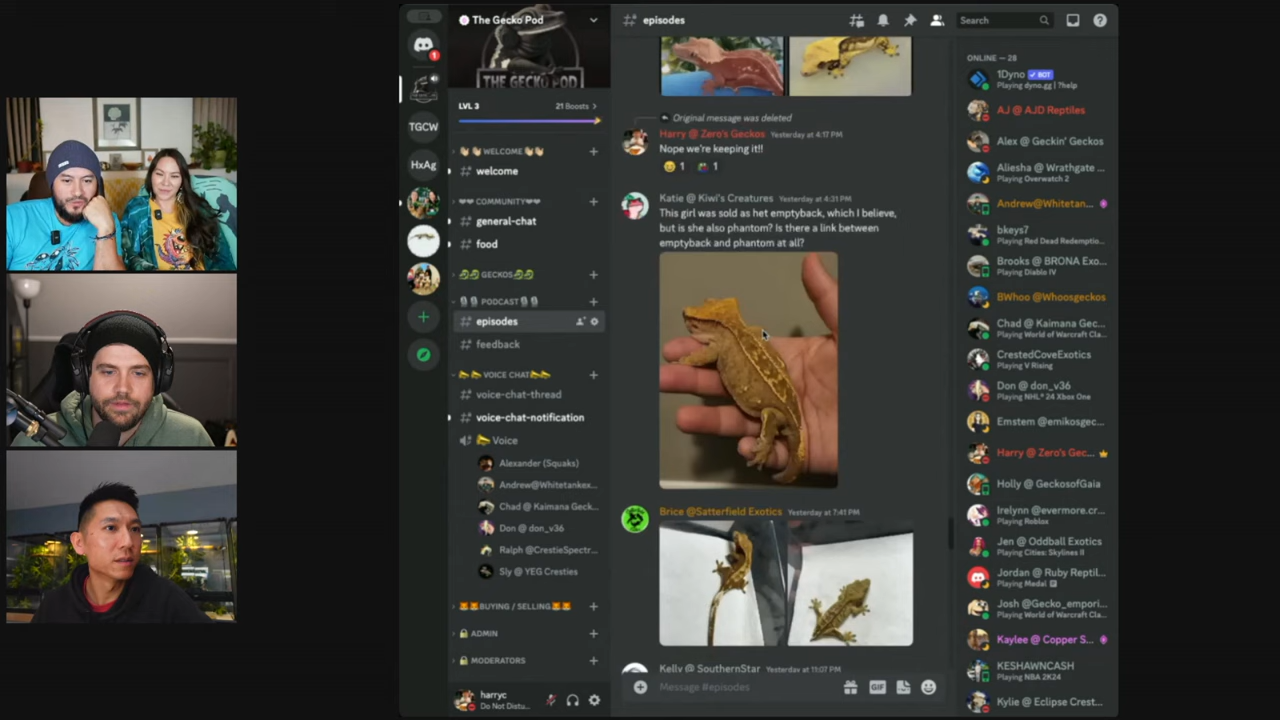 The Gecko Pod
THE GECKO POD
LVL 3
21 Boosts
WELCOME
welcome
COMMUNITY
general-chat
food
GECKOS
PODCAST
episodes
feedback
VOICE CHAT
voice-chat-thread
voice-chat-notification
Voice
Alexander (Squaks)
Andrew@Whitetankex...
Chad @ Kaimana Geck...
Don @ don_v36
Ralph @CrestieSpectr...
Sly @ YEG Cresties
BUYING / SELLING
ADMIN
MODERATORS
harryc
Do Not Distu...
1
TGCW
HxAg
episodes
Search
Original message was deleted
Harry @ Zero's Geckos Yesterday at 4:17 PM
Nope we're keeping it!!
1 1
Katie @ Kiwi's Creatures Yesterday at 4:31 PM
This girl was sold as het emptyback, which I believe,
but is she also phantom? Is there a link between
emptyback and phantom at all?
Brice @Satterfield Exotics Yesterday at 7:41 PM
Kelly @ SouthernStar Yesterday at 11:07 PM
Message #episodes
GIF
ONLINE — 28
1Dyno ✓ BOT
Playing dyno.gg | ?help
AJ @ AJD Reptiles
Alex @ Geckin' Geckos
Aliesha @ Wrathgate ...
Playing Overwatch 2
Andrew@Whitetan...
bkeys7
Playing Red Dead Redemptio...
Brooks @ BRONA Exo...
Playing Diablo IV
BWhoo @Whoosgeckos
Chad @ Kaimana Gec...
Playing World of Warcraft Cla...
CrestedCoveExotics
Playing V Rising
Don @ don_v36
Playing NHL® 24 Xbox One
Emstem @emikosgec...
Harry @ Zero's Gec...
Holly @ GeckosofGaia
Irelynn @evermore.cr...
Playing Roblox
Jen @ Oddball Exotics
Playing Cities: Skylines II
Jordan @ Ruby Reptil...
Playing Medal
Josh @Gecko_empori...
Playing World of Warcraft Cla...
Kaylee @ Copper S...
KESHAWNCASH
Playing NBA 2K24
Kylie @ Eclipse Crest...